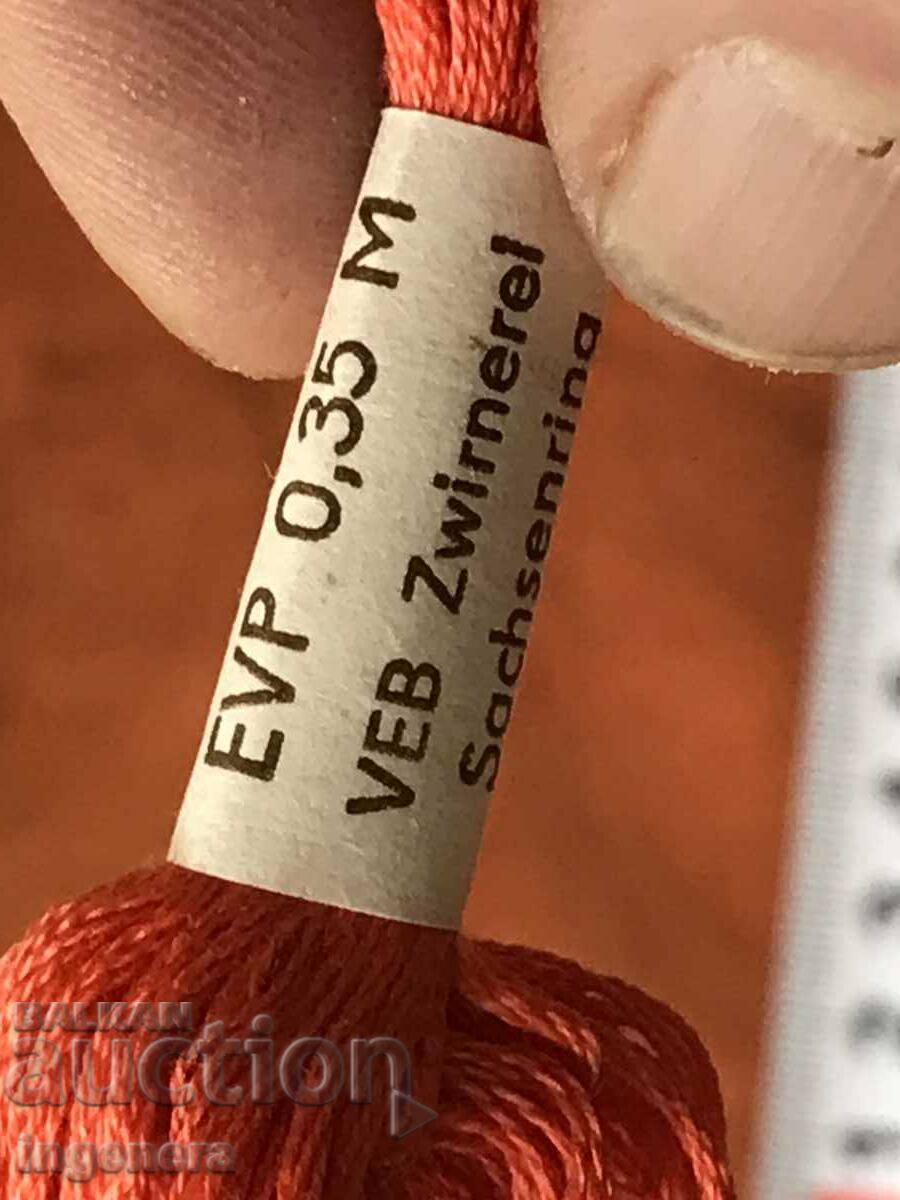 EVP 0,35 M
VEB Zwirnerei
Sachsenring
BALKAN
auction
ingenera